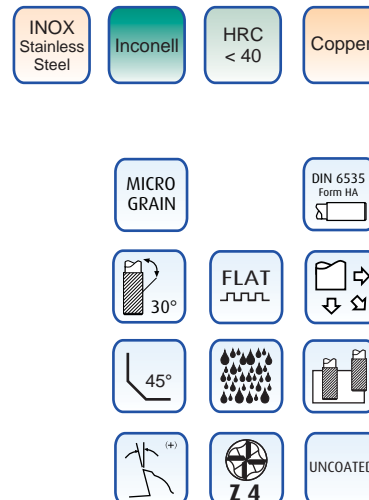 INOX
Stainless
Steel
Inconell
HRC
< 40
Copper
MICRO
GRAIN
DIN 6535
Form HA
30°
FLAT
45°
(+)
Z 4
UNCOATED